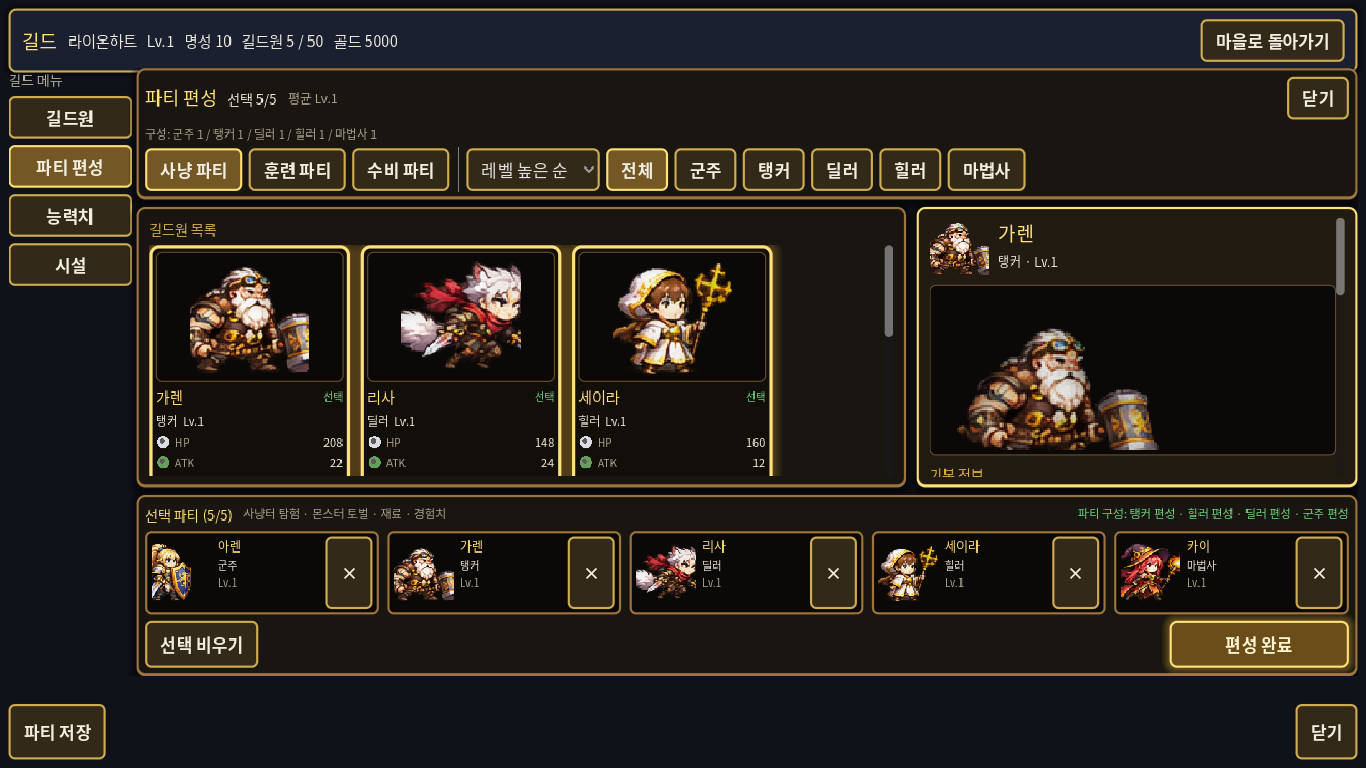 길드 라이온하트 Lv.1 명성 10 길드원 5 / 50 골드 5000 마을로 돌아가기
길드 메뉴
길드원
파티 편성
능력치
시설
파티 편성 선택 5/5 평균 Lv.1 닫기
구성: 군주 1 / 탱커 1 / 딜러 1 / 힐러 1 / 마법사 1
사냥 파티 훈련 파티 수비 파티 레벨 높은 순 전체 군주 탱커 딜러 힐러 마법사
길드원 목록
가렌 선택
탱커 Lv.1
HP 208
ATK 22
리사 선택
딜러 Lv.1
HP 148
ATK 24
세이라 선택
힐러 Lv.1
HP 160
ATK 12
가렌
탱커 · Lv.1
기본 정보
선택 파티 (5/5) 사냥터 탐험 · 몬스터 토벌 · 재료 · 경험치 파티 구성: 탱커 편성 · 힐러 편성 · 딜러 편성 · 군주 편성
아렌
군주
Lv.1
×
가렌
탱커
Lv.1
×
리사
딜러
Lv.1
×
세이라
힐러
Lv.1
×
카이
마법사
Lv.1
×
선택 비우기 편성 완료
파티 저장 닫기